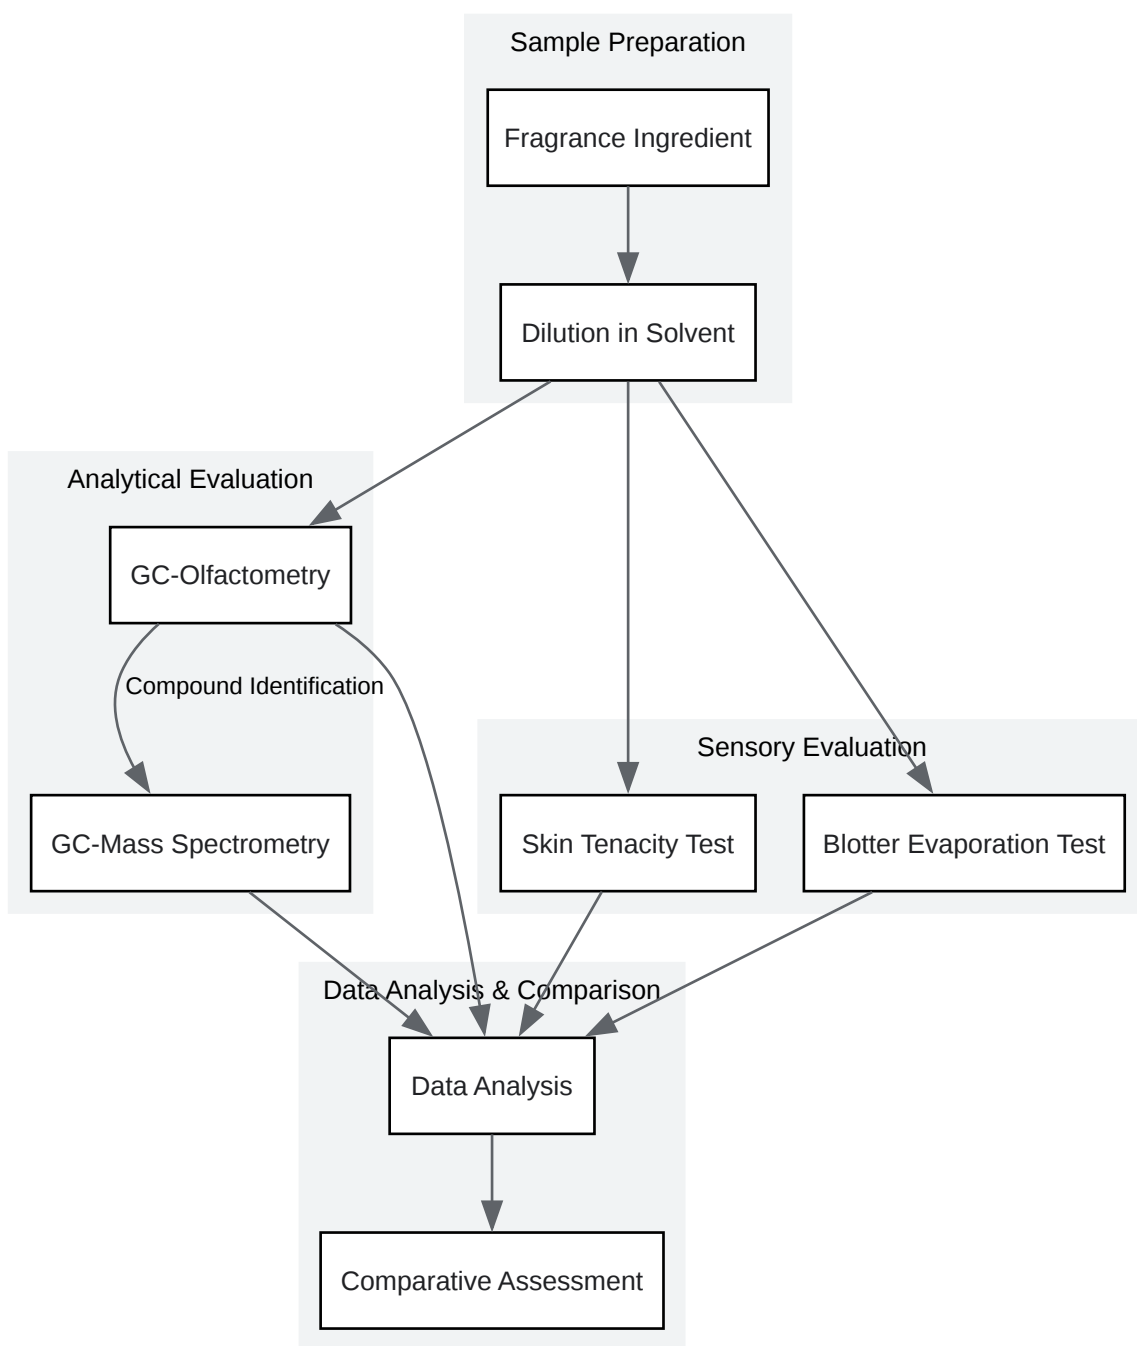 Sample Preparation
Fragrance Ingredient
Dilution in Solvent
Analytical Evaluation
GC-Olfactometry
Compound Identification
GC-Mass Spectrometry
Sensory Evaluation
Skin Tenacity Test
Blotter Evaporation Test
Data Analysis & Comparison
Data Analysis
Comparative Assessment